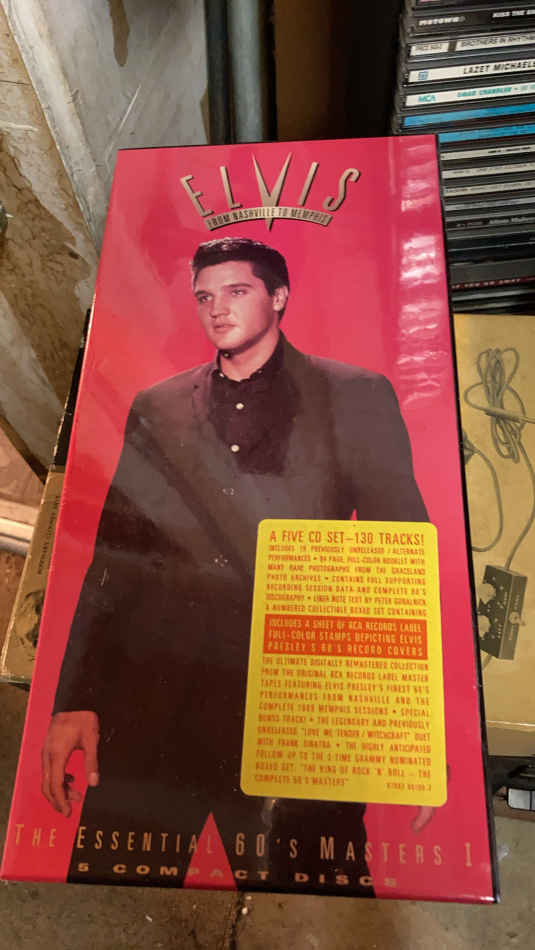 KISS THE
MOTOWN
BROTHERS IN RHYTHM
LAZET MICHAELS
MCA
CHANDLER
ELVIS
FROM NASHVILLE TO MEMPHIS
A FIVE CD SET—130 TRACKS!
INCLUDES 19 PREVIOUSLY UNRELEASED / ALTERNATE
PERFORMANCES • 94 PAGE, FULL-COLOR BOOKLET WITH
MANY RARE PHOTOGRAPHS FROM THE GRACELAND
PHOTO ARCHIVES • CONTAINS FULL SUPPORTING
RECORDING SESSION DATA AND COMPLETE 60'S
DISCOGRAPHY • LINER NOTE TEXT BY PETER GURALNICK
A NUMBERED COLLECTIBLE BOXED SET CONTAINING
INCLUDES A SHEET OF RCA RECORDS LABEL
FULL-COLOR STAMPS DEPICTING ELVIS
PRESLEY'S 60'S RECORD COVERS
THE ULTIMATE DIGITALLY REMASTERED COLLECTION
FROM THE ORIGINAL RCA RECORDS LABEL MASTER
TAPES FEATURING ELVIS PRESLEY'S FINEST 60'S
PERFORMANCES FROM NASHVILLE AND THE
COMPLETE 1969 MEMPHIS SESSIONS • SPECIAL
BONUS TRACK! • THE LEGENDARY AND PREVIOUSLY
UNRELEASED "LOVE ME TENDER / WITCHCRAFT" DUET
WITH FRANK SINATRA • THE HIGHLY ANTICIPATED
FOLLOW-UP TO THE 2-TIME GRAMMY NOMINATED
BOXED SET, "THE KING OF ROCK 'N' ROLL – THE
COMPLETE 50'S MASTERS"
THE ESSENTIAL 60'S MASTERS I
5 COMPACT DISCS